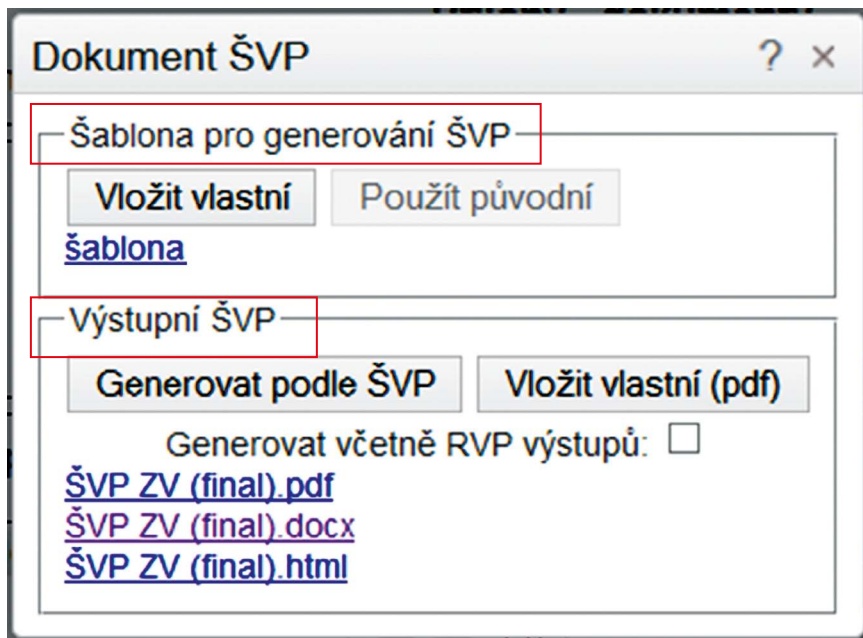 Dokument ŠVP ? ×
Šablona pro generování ŠVP
Vložit vlastní Použít původní
šablona
Výstupní ŠVP
Generovat podle ŠVP Vložit vlastní (pdf)
Generovat včetně RVP výstupů:
ŠVP ZV (final).pdf
ŠVP ZV (final).docx
ŠVP ZV (final).html